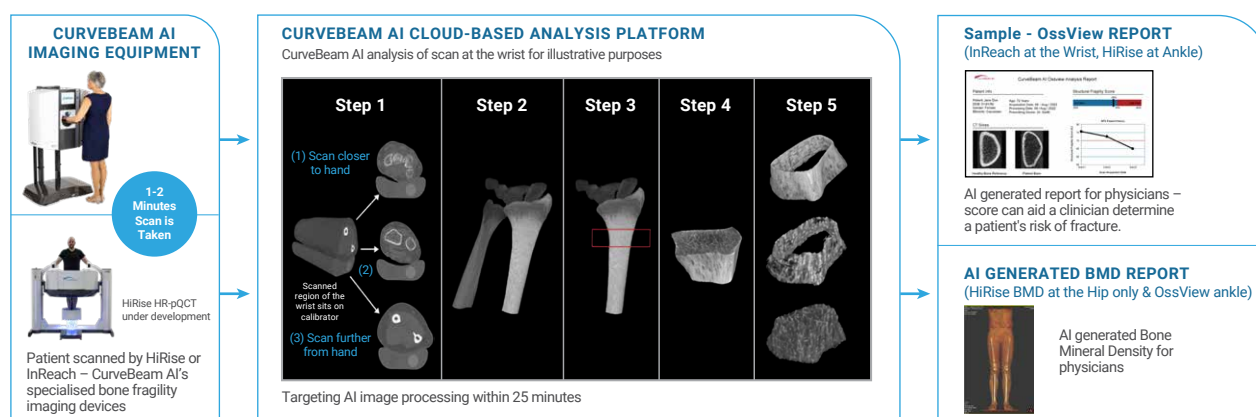 CURVEBEAM AI
IMAGING EQUIPMENT
1-2
Minutes
Scan is
Taken
HiRise HR-pQCT
under development
Patient scanned by HiRise or
InReach – CurveBeam AI's
specialised bone fragility
imaging devices
CURVEBEAM AI CLOUD-BASED ANALYSIS PLATFORM
CurveBeam AI analysis of scan at the wrist for illustrative purposes
Step 1
Step 2
Step 3
Step 4
Step 5
(1) Scan closer
to hand
(2)
Scanned
region of the
wrist sits on
calibrator
(3) Scan further
from hand
Targeting AI image processing within 25 minutes
Sample - OssView REPORT
(InReach at the Wrist, HiRise at Ankle)
CurveBeam AI Ossview Analysis Report
Structural Fragility Score
AI generated report for physicians –
score can aid a clinician determine
a patient's risk of fracture.
AI GENERATED BMD REPORT
(HiRise BMD at the Hip only & OssView ankle)
AI generated Bone
Mineral Density for
physicians